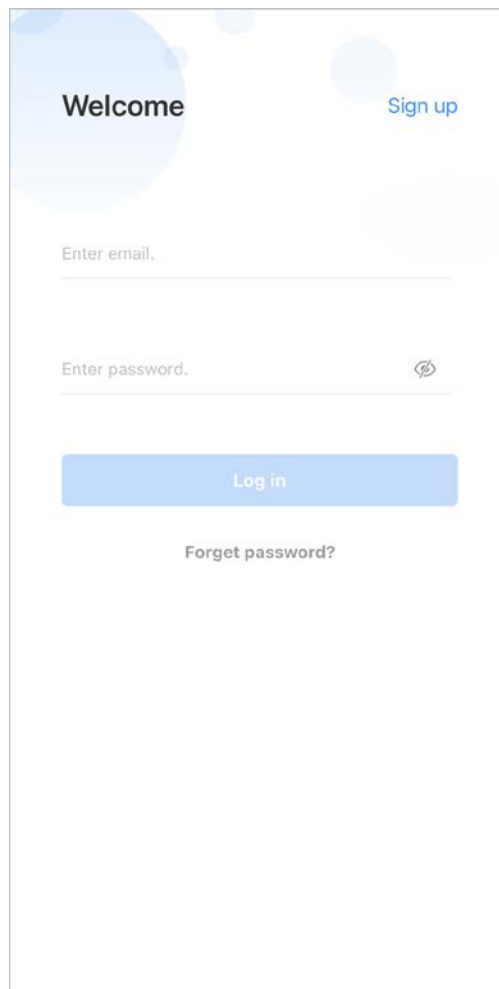 Welcome
Sign up
Enter email.
Enter password.
Log in
Forget password?